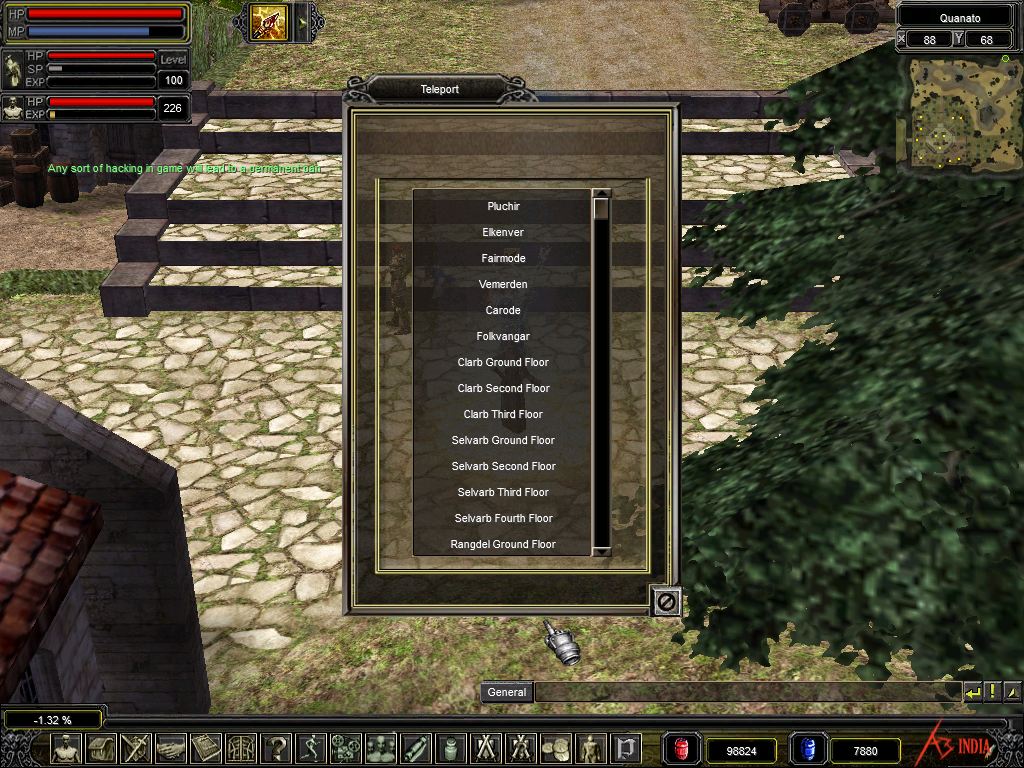 HP
MP
HP
SP
EXP
Level
100
HP
EXP
226
Quanato
X 88 Y 68
Any sort of hacking in game will lead to a permanent ban
Teleport
Pluchir
Elkenver
Fairmode
Vemerden
Carode
Folkvangar
Clarb Ground Floor
Clarb Second Floor
Clarb Third Floor
Selvarb Ground Floor
Selvarb Second Floor
Selvarb Third Floor
Selvarb Fourth Floor
Rangdel Ground Floor
General
-1.32 %
98824
7880
A3 INDIA